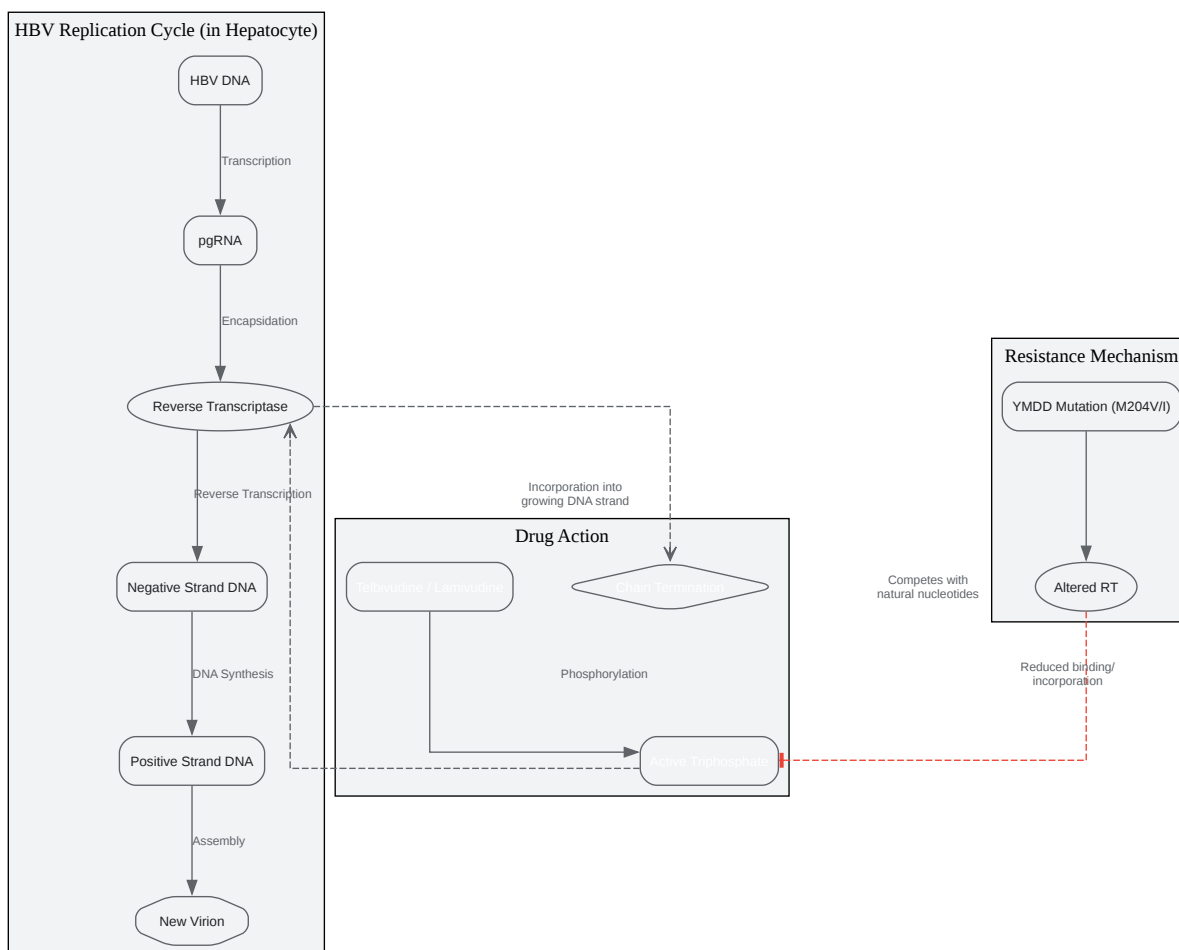 HBV Replication Cycle (in Hepatocyte)
HBV DNA
Transcription
pgRNA
Encapsidation
Reverse Transcriptase
Reverse Transcription
Negative Strand DNA
DNA Synthesis
Positive Strand DNA
Assembly
New Virion
Incorporation into
growing DNA strand
Drug Action
Telbivudine / Lamivudine
Chain Termination
Phosphorylation
Active Triphosphate
Competes with
natural nucleotides
Resistance Mechanism
YMDD Mutation (M204V/I)
Altered RT
Reduced binding/
incorporation